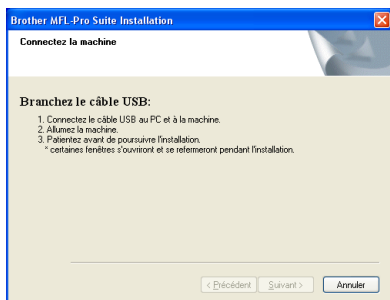 Brother MFL-Pro Suite Installation
Connectez la machine
Branchez le câble USB:
1. Connectez le câble USB au PC et à la machine.
2. Allumez la machine.
3. Patientez avant de poursuivre l'installation.
* certaines fenêtres s'ouvriront et se refermeront pendant l'installation.
< Précédent Suivant > Annuler